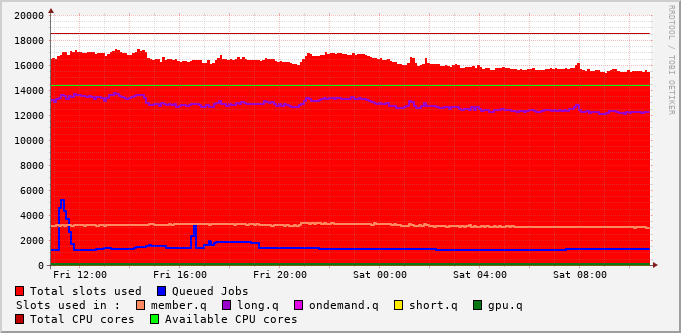 20000
18000
16000
14000
12000
10000
8000
6000
4000
2000
0
Fri 12:00 Fri 16:00 Fri 20:00 Sat 00:00 Sat 04:00 Sat 08:00
Total slots used Queued Jobs
Slots used in : member.q long.q ondemand.q short.q gpu.q
Total CPU cores Available CPU cores
RRDTOOL / TOBI OETIKER